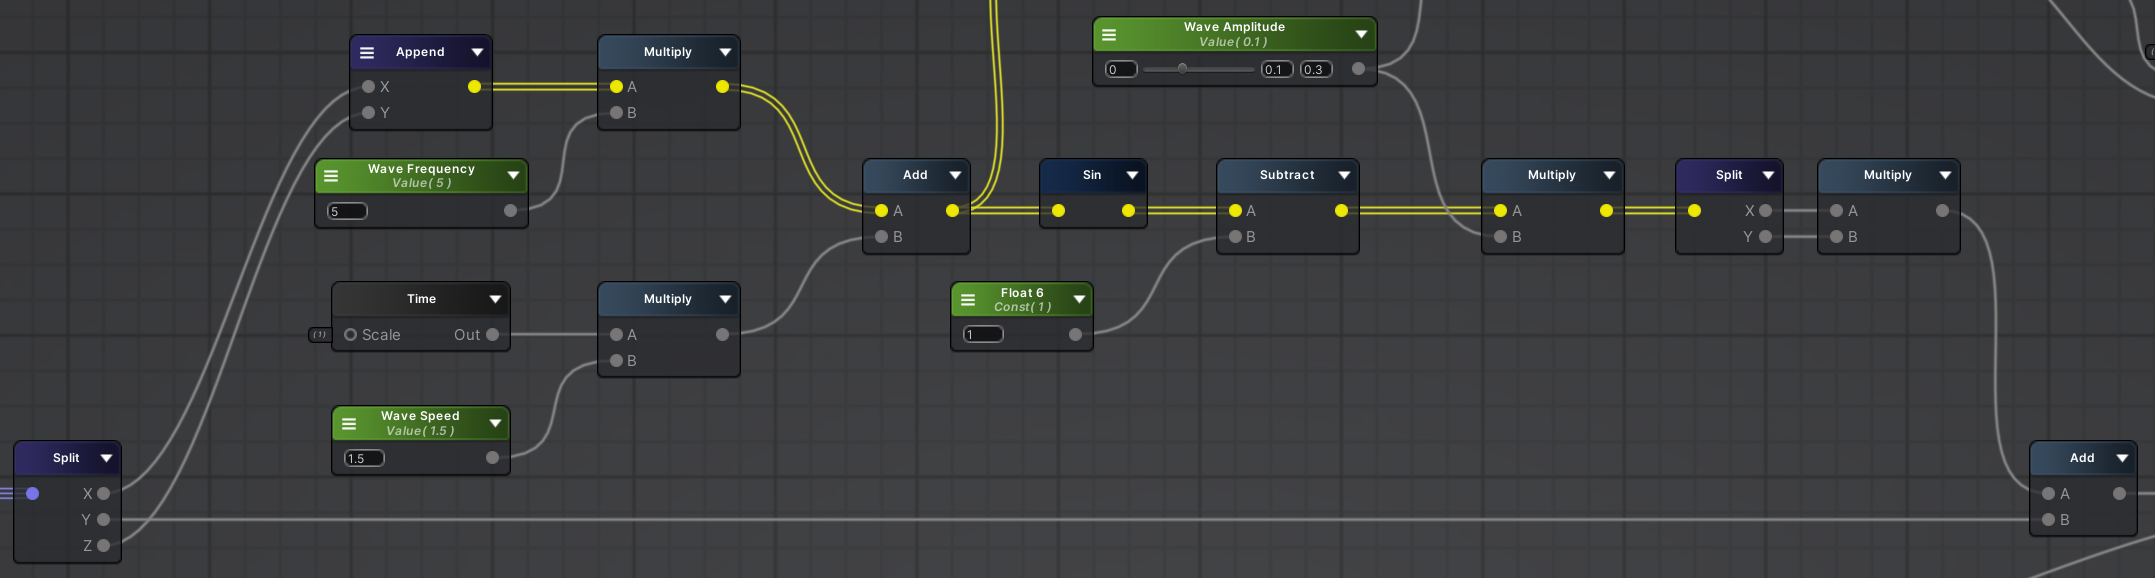 Append
X
Y
Multiply
A
B
Wave Amplitude
Value( 0.1 )
0
0.1
0.3
Wave Frequency
Value( 5 )
5
Add
A
B
Sin
Subtract
A
B
Multiply
A
B
Split
X
Y
Multiply
A
B
Time
(1)
Scale
Out
Multiply
A
B
Float 6
Const( 1 )
1
Wave Speed
Value( 1.5 )
1.5
Split
X
Y
Z
Add
A
B